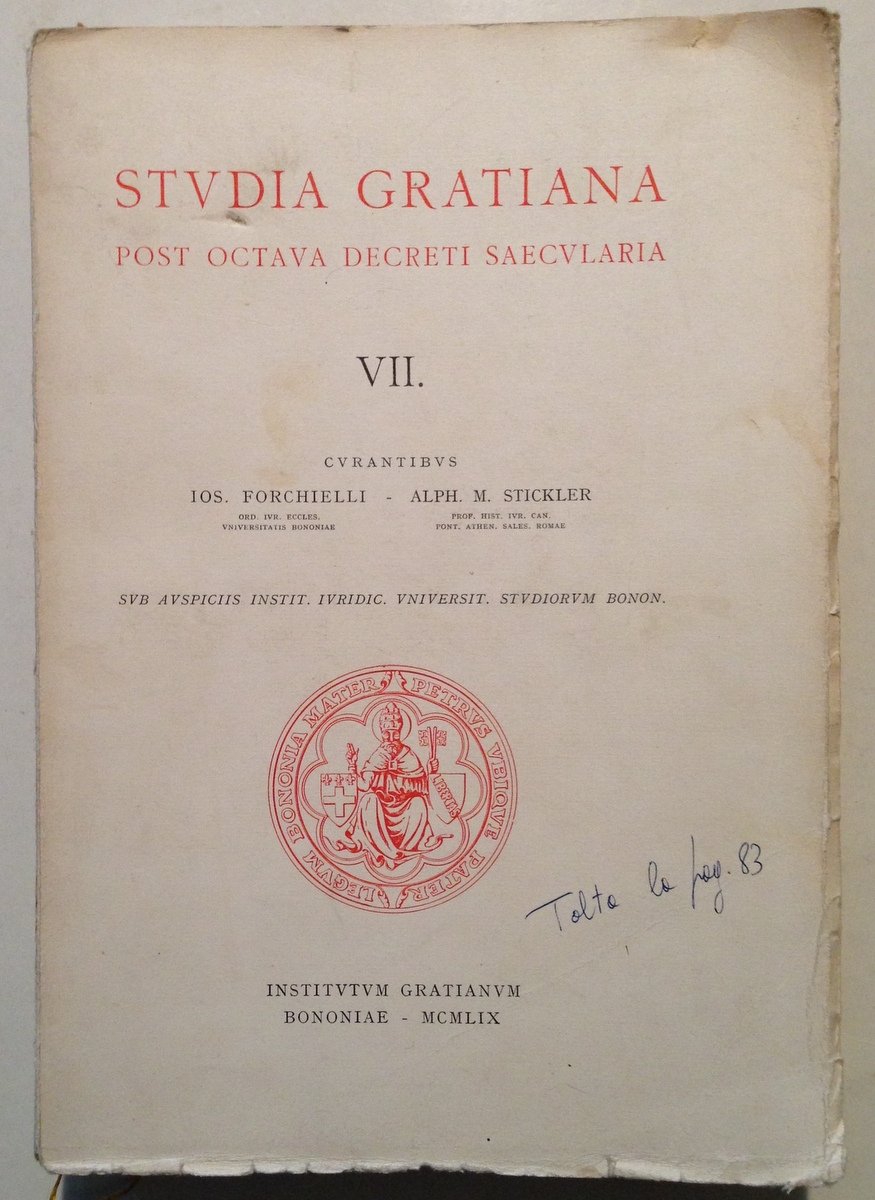 STVDIA GRATIANA
POST OCTAVA DECRETI SAECVLARIA
VII.
CVRANTIBVS
IOS. FORCHIELLI - ALPH. M. STICKLER
ORD. IVR. ECCLES. PROF. HIST. IVR. CAN.
VNIVERSITATIS BONONIAE PONT. ATHEN. SALES. ROMAE
SVB AVSPICIIS INSTIT. IVRIDIC. VNIVERSIT. STVDIORVM BONON.
PETRVS VBIQVE PATER
LEGVM BONONIA MATER
Tolta la pag. 83
INSTITVTVM GRATIANVM
BONONIAE - MCMLIX